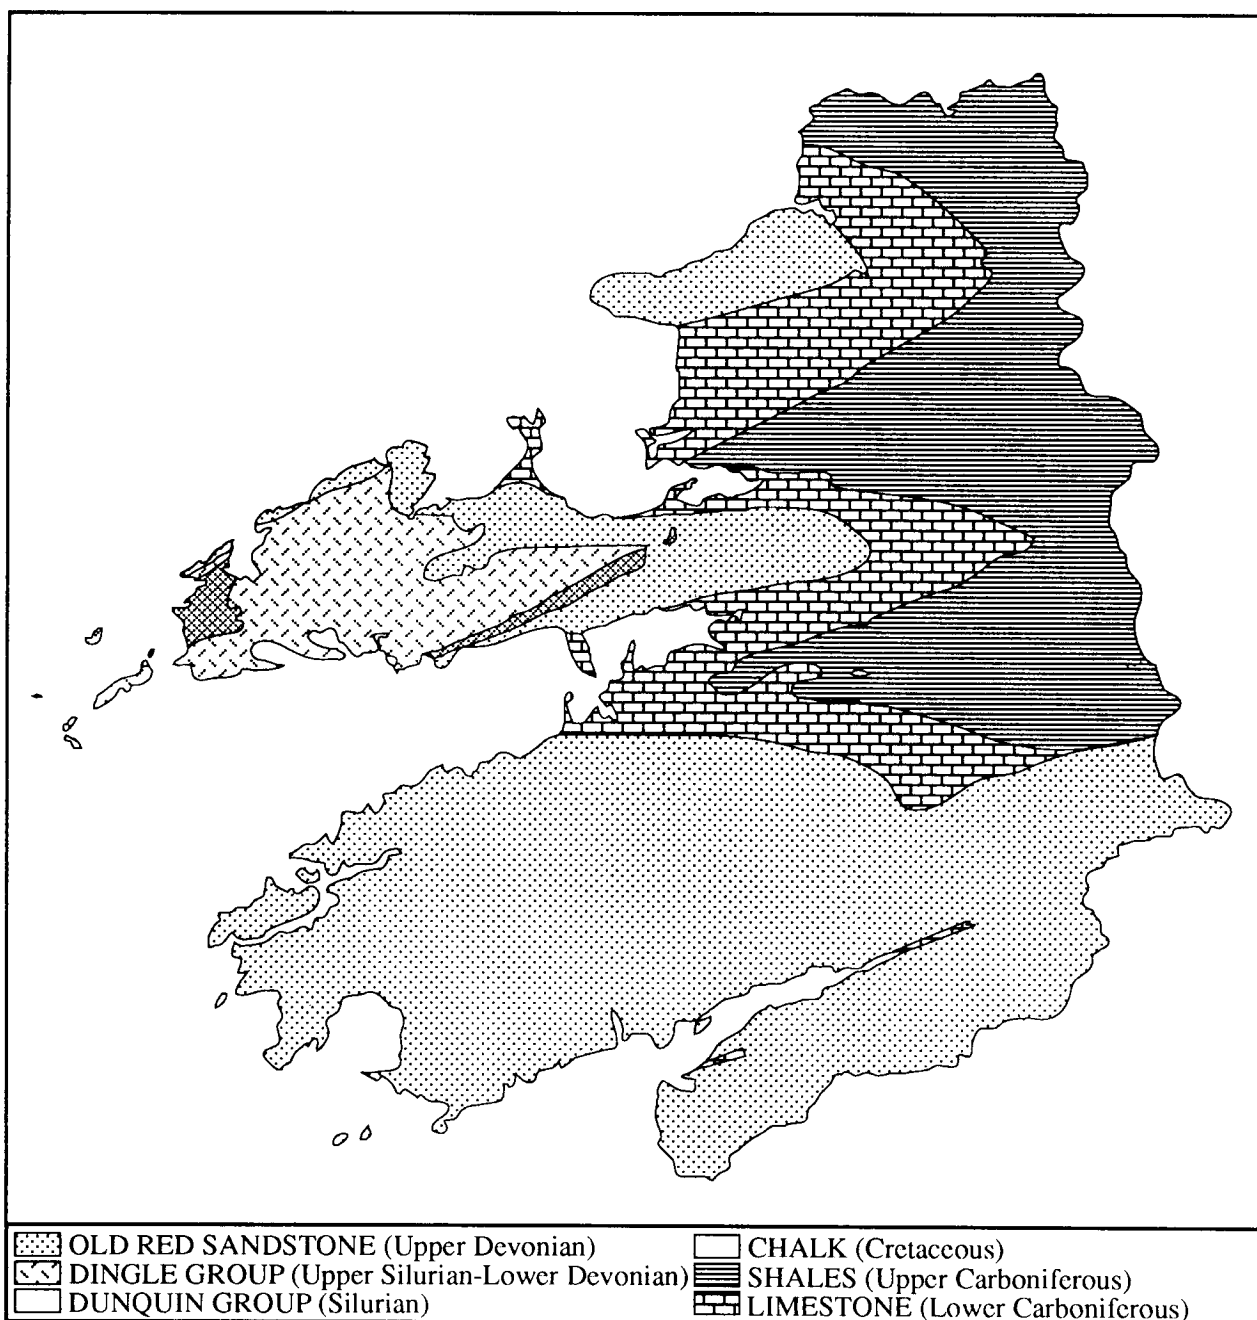 OLD RED SANDSTONE (Upper Devonian)
DINGLE GROUP (Upper Silurian-Lower Devonian)
DUNQUIN GROUP (Silurian)
CHALK (Cretaceous)
SHALES (Upper Carboniferous)
LIMESTONE (Lower Carboniferous)